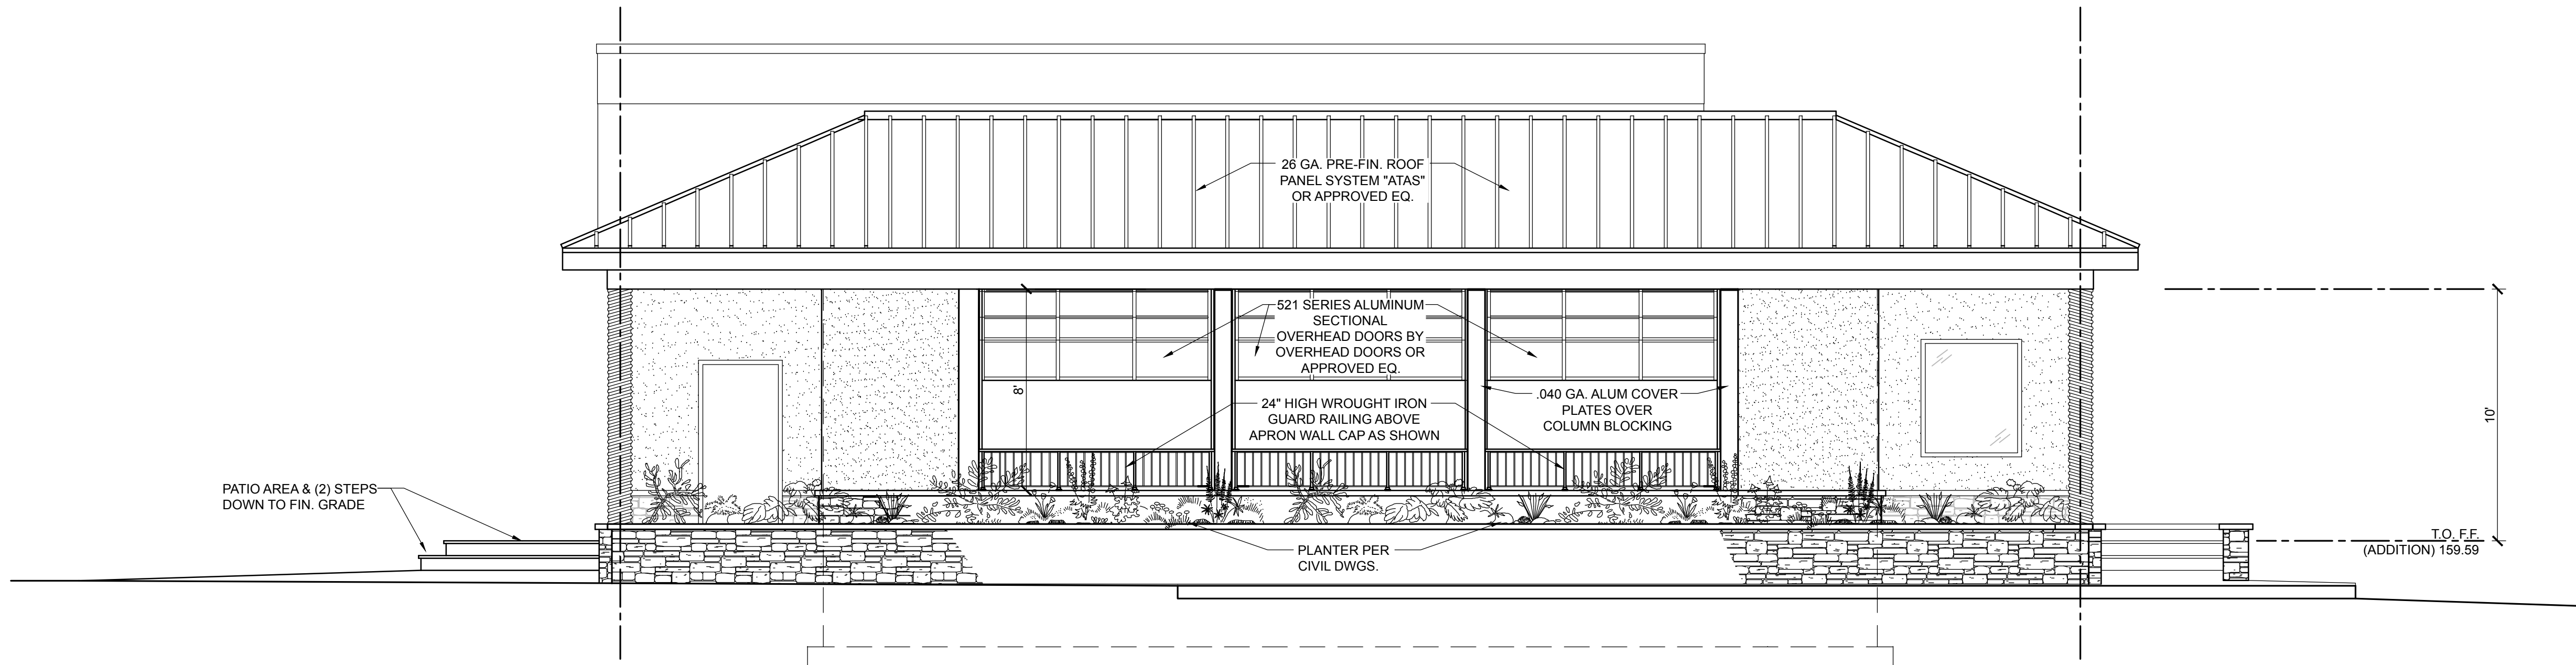 26 GA. PRE-FIN. ROOF
PANEL SYSTEM "ATAS"
OR APPROVED EQ.
521 SERIES ALUMINUM
SECTIONAL
OVERHEAD DOORS BY
OVERHEAD DOORS OR
APPROVED EQ.
8'
24" HIGH WROUGHT IRON
GUARD RAILING ABOVE
APRON WALL CAP AS SHOWN
.040 GA. ALUM COVER
PLATES OVER
COLUMN BLOCKING
10'
PATIO AREA & (2) STEPS
DOWN TO FIN. GRADE
PLANTER PER
CIVIL DWGS.
T.O. F.F.
(ADDITION) 159.59